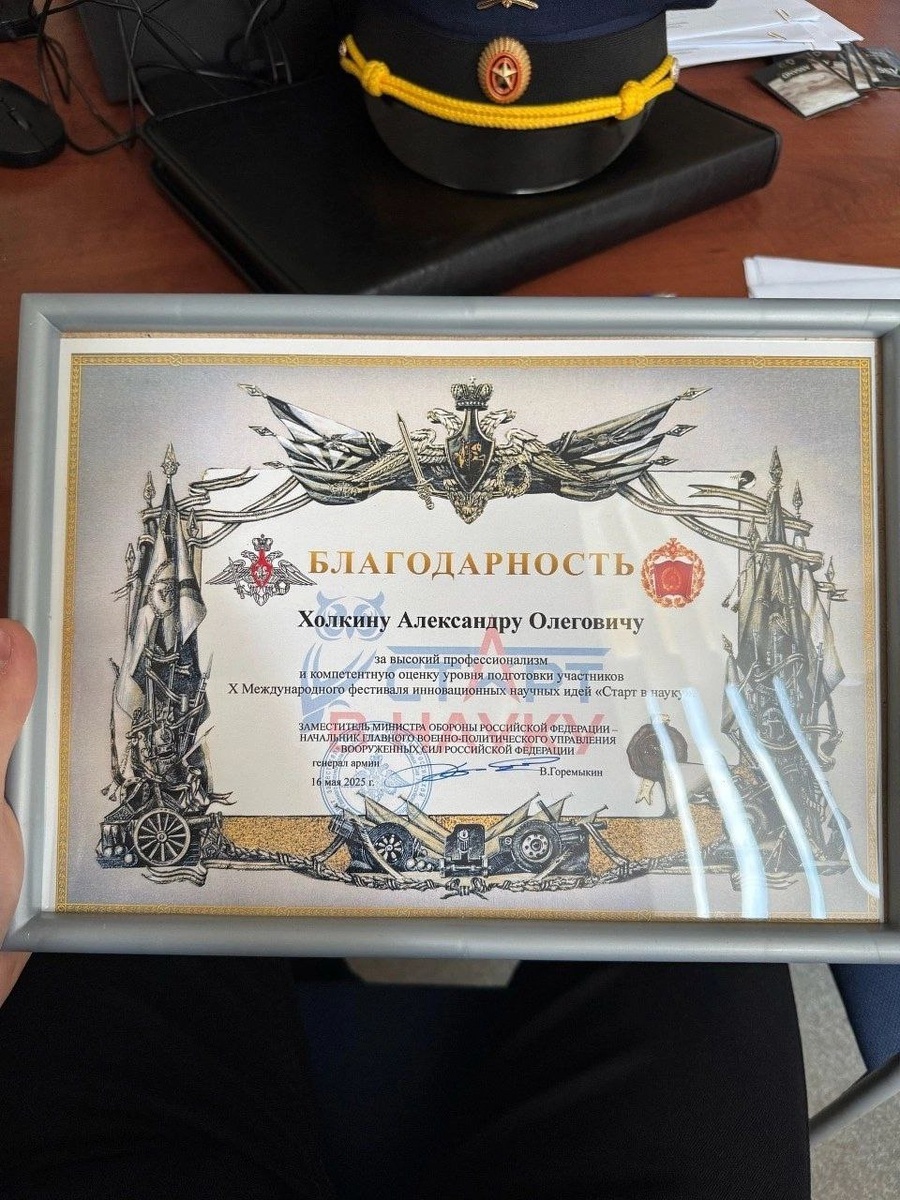 БЛАГОДАРНОСТЬ
Холкину Александру Олеговичу
за высокий профессионализм
и компетентную оценку уровня подготовки участников
X Международного фестиваля инновационных научных идей «Старт в науку»
СТАРТ
В НАУКУ
ЗАМЕСТИТЕЛЬ МИНИСТРА ОБОРОНЫ РОССИЙСКОЙ ФЕДЕРАЦИИ –
НАЧАЛЬНИК ГЛАВНОГО ВОЕННО-ПОЛИТИЧЕСКОГО УПРАВЛЕНИЯ
ВООРУЖЕННЫХ СИЛ РОССИЙСКОЙ ФЕДЕРАЦИИ
генерал армии
В.Горемыкин
16 мая 2025 г.